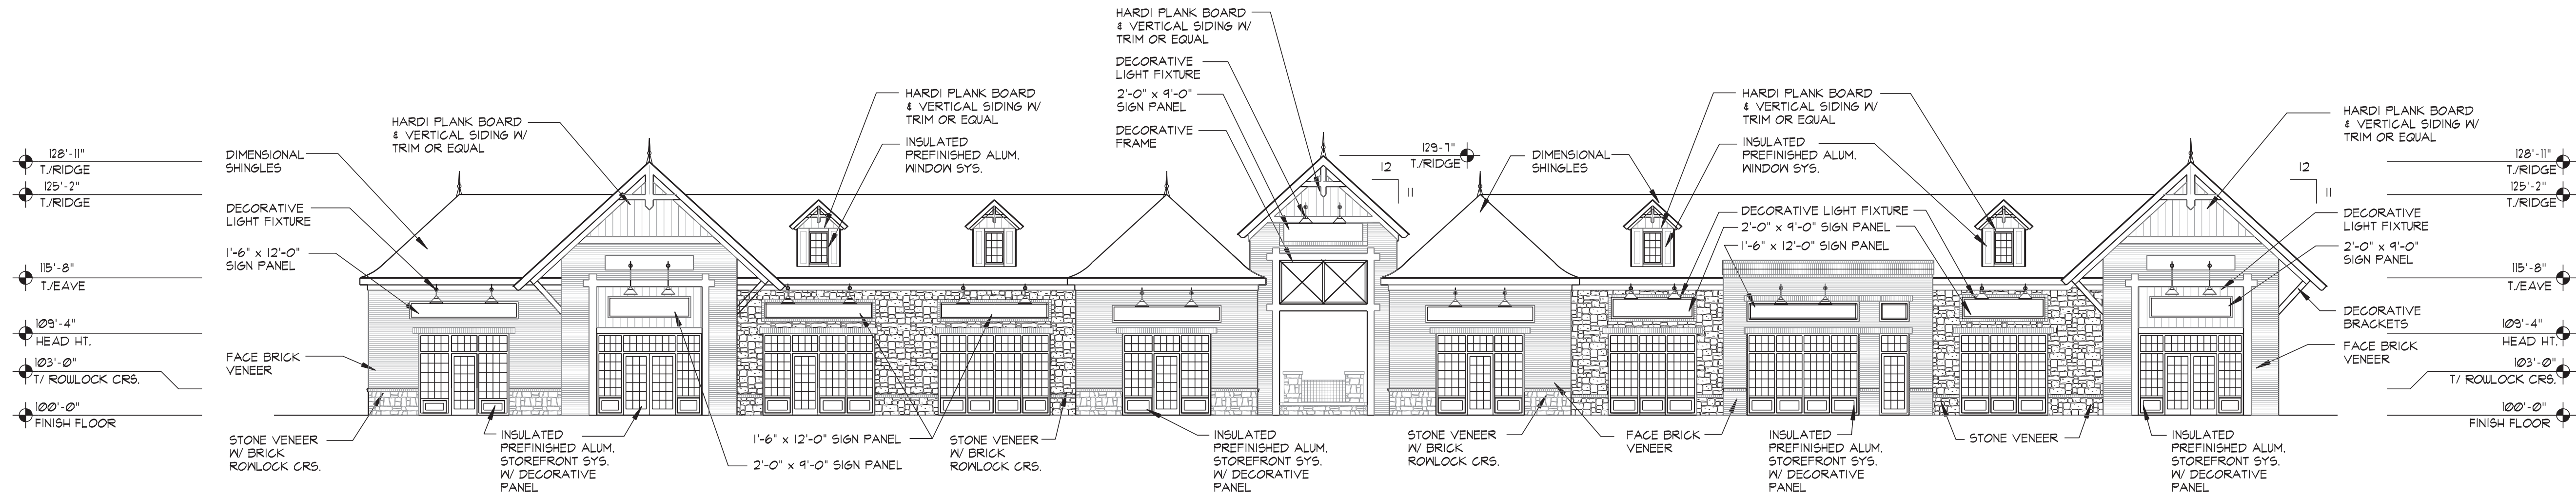 HARDI PLANK BOARD
& VERTICAL SIDING W/
TRIM OR EQUAL
DECORATIVE
LIGHT FIXTURE
2'-0" x 9'-0"
SIGN PANEL
DECORATIVE
FRAME
HARDI PLANK BOARD
& VERTICAL SIDING W/
TRIM OR EQUAL
INSULATED
PREFINISHED ALUM.
WINDOW SYS.
HARDI PLANK BOARD
& VERTICAL SIDING W/
TRIM OR EQUAL
128'-11"
T./RIDGE
125'-2"
T./RIDGE
115'-8"
T./EAVE
109'-4"
HEAD HT.
103'-0"
T/ ROWLOCK CRS.
100'-0"
FINISH FLOOR
DIMENSIONAL
SHINGLES
DECORATIVE
LIGHT FIXTURE
1'-6" x 12'-0"
SIGN PANEL
FACE BRICK
VENEER
STONE VENEER
W/ BRICK
ROWLOCK CRS.
INSULATED
PREFINISHED ALUM.
STOREFRONT SYS.
W/ DECORATIVE
PANEL
1'-6" x 12'-0" SIGN PANEL
2'-0" x 9'-0" SIGN PANEL
STONE VENEER
W/ BRICK
ROWLOCK CRS.
INSULATED
PREFINISHED ALUM.
STOREFRONT SYS.
W/ DECORATIVE
PANEL
129'-7"
T./RIDGE
12
11
DIMENSIONAL
SHINGLES
HARDI PLANK BOARD
& VERTICAL SIDING W/
TRIM OR EQUAL
INSULATED
PREFINISHED ALUM.
WINDOW SYS.
DECORATIVE LIGHT FIXTURE
2'-0" x 9'-0" SIGN PANEL
1'-6" x 12'-0" SIGN PANEL
STONE VENEER
W/ BRICK
ROWLOCK CRS.
FACE BRICK
VENEER
INSULATED
PREFINISHED ALUM.
STOREFRONT SYS.
W/ DECORATIVE
PANEL
STONE VENEER
INSULATED
PREFINISHED ALUM.
STOREFRONT SYS.
W/ DECORATIVE
PANEL
12
11
HARDI PLANK BOARD
& VERTICAL SIDING W/
TRIM OR EQUAL
DECORATIVE
LIGHT FIXTURE
2'-0" x 9'-0"
SIGN PANEL
DECORATIVE
BRACKETS
FACE BRICK
VENEER
128'-11"
T./RIDGE
125'-2"
T./RIDGE
115'-8"
T./EAVE
109'-4"
HEAD HT.
103'-0"
T/ ROWLOCK CRS.
100'-0"
FINISH FLOOR